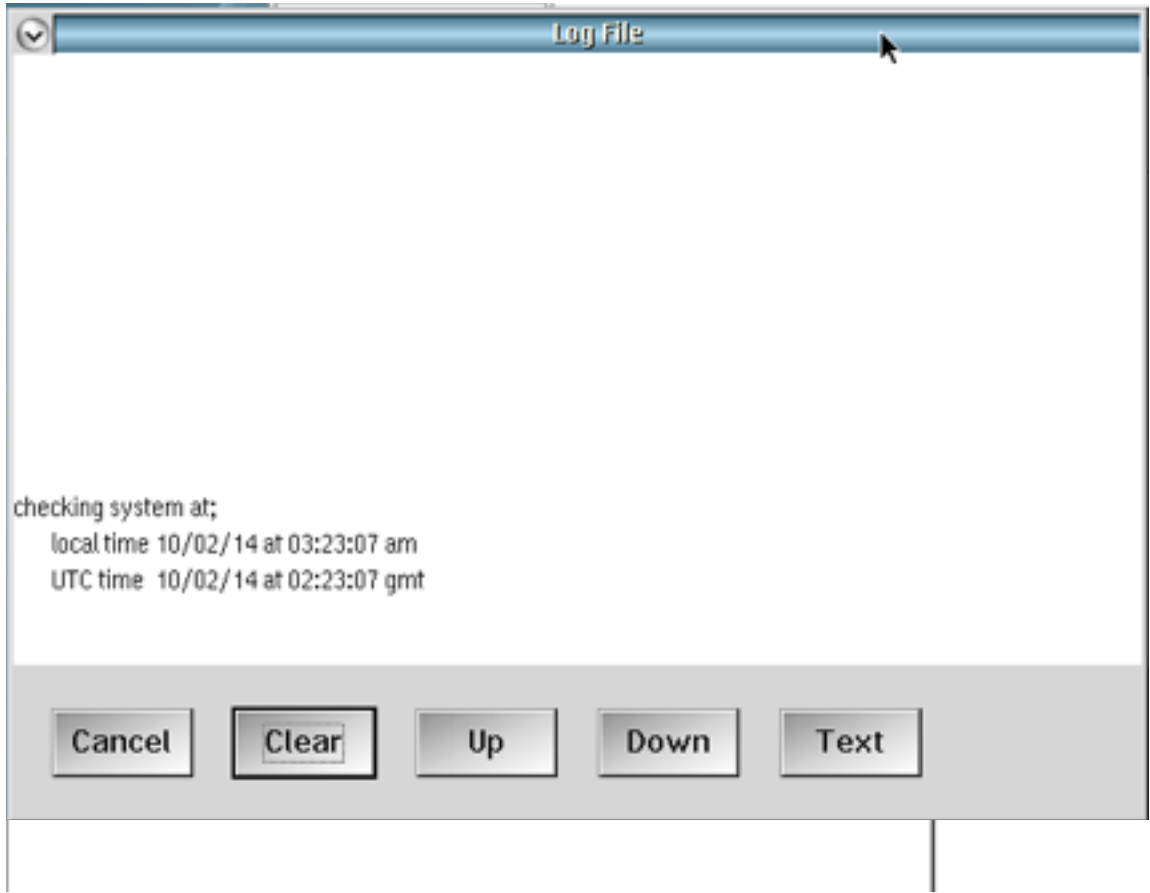 Log File
checking system at;
local time 10/02/14 at 03:23:07 am
UTC time 10/02/14 at 02:23:07 gmt
Cancel
Clear
Up
Down
Text